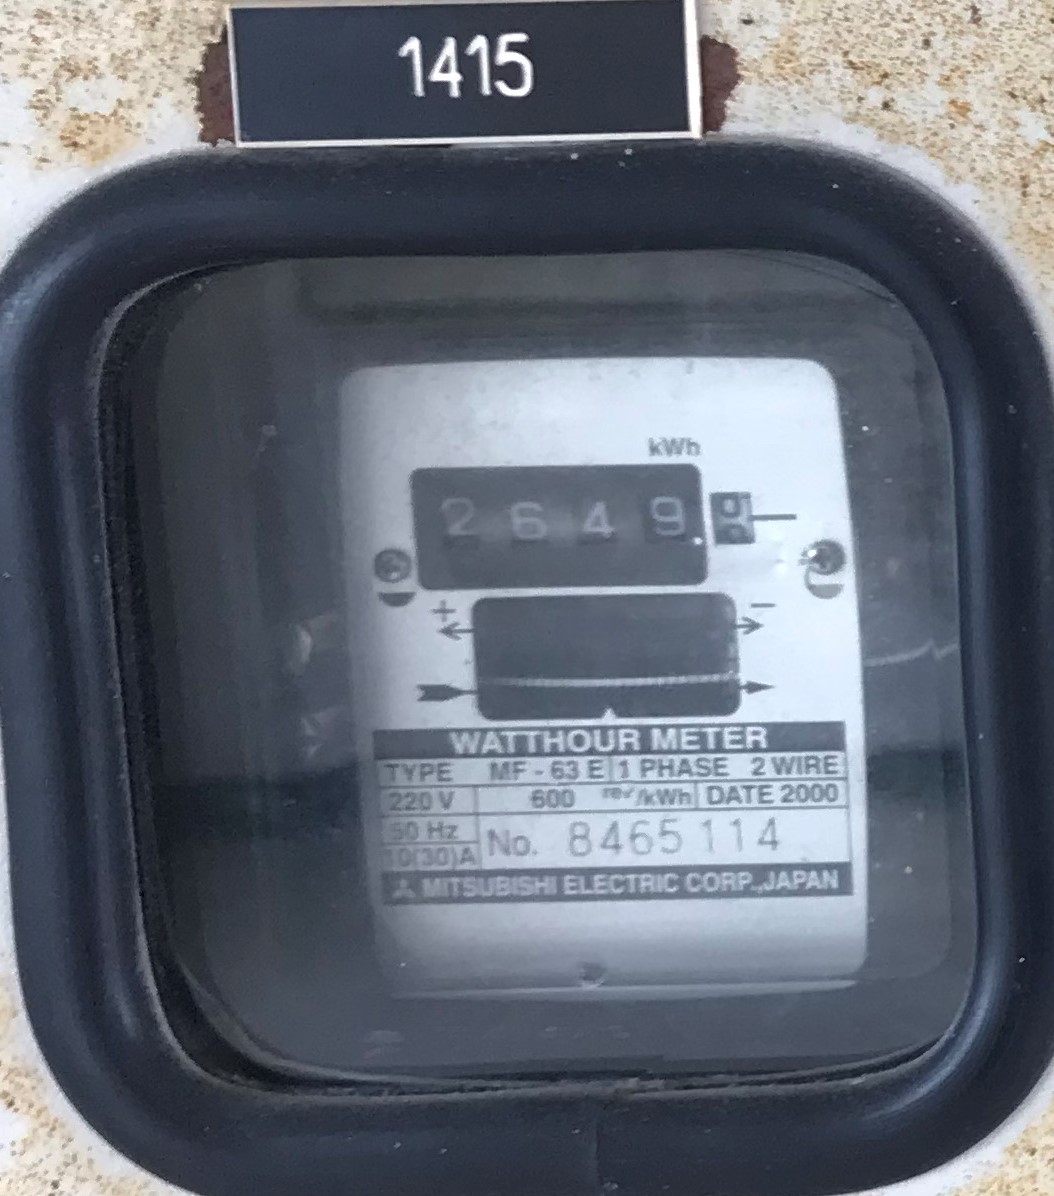 1415
kWh
2649
+ −
WATTHOUR METER
TYPE MF-63 E 1 PHASE 2 WIRE
220 V 600 rev/kWh DATE 2000
50 Hz No. 8465114
10(30)A
MITSUBISHI ELECTRIC CORP.,JAPAN